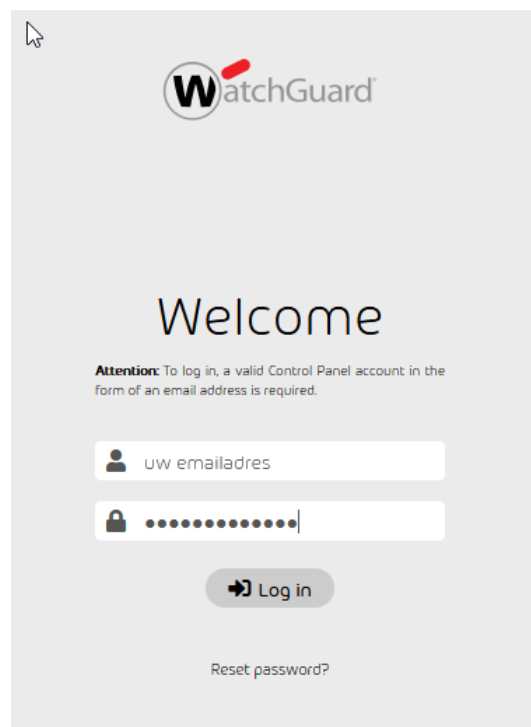 WatchGuard
Welcome
Attention: To log in, a valid Control Panel account in the
form of an email address is required.
uw emailadres
•••••••••••••
Log in
Reset password?